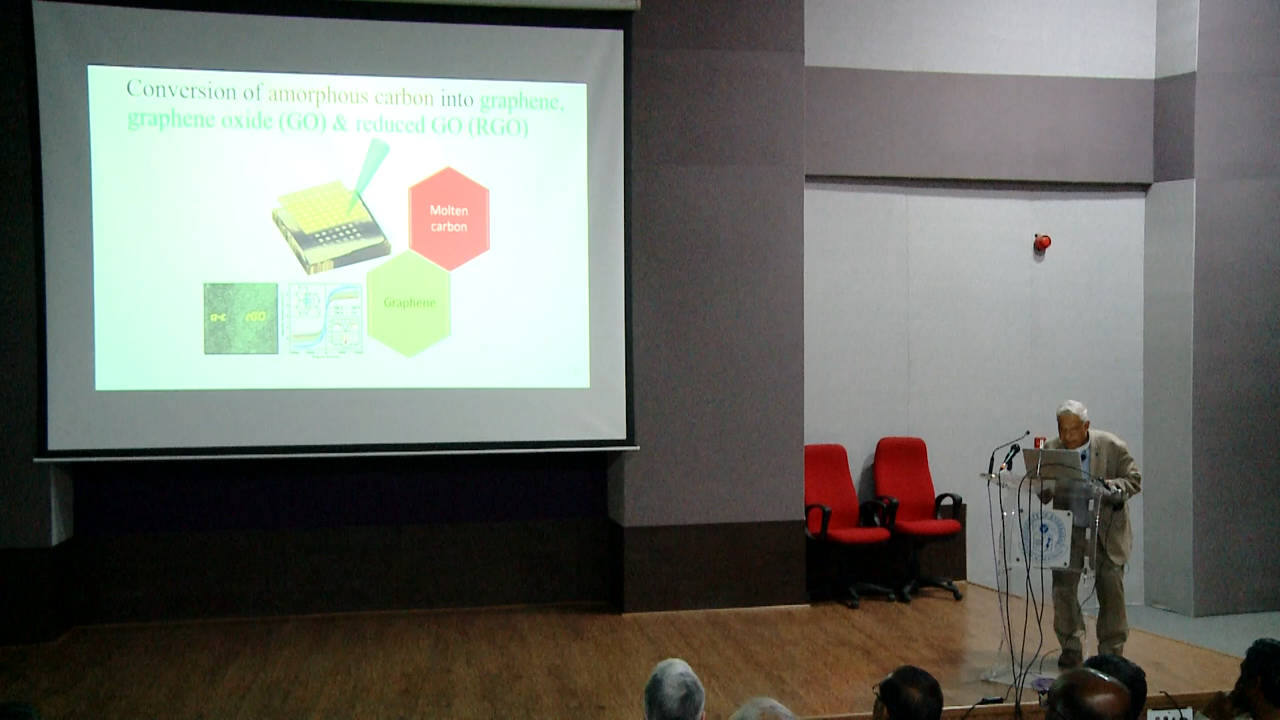 Conversion of amorphous carbon into graphene,
graphene oxide (GO) & reduced GO (RGO)
Molten
carbon
Graphene
rGO